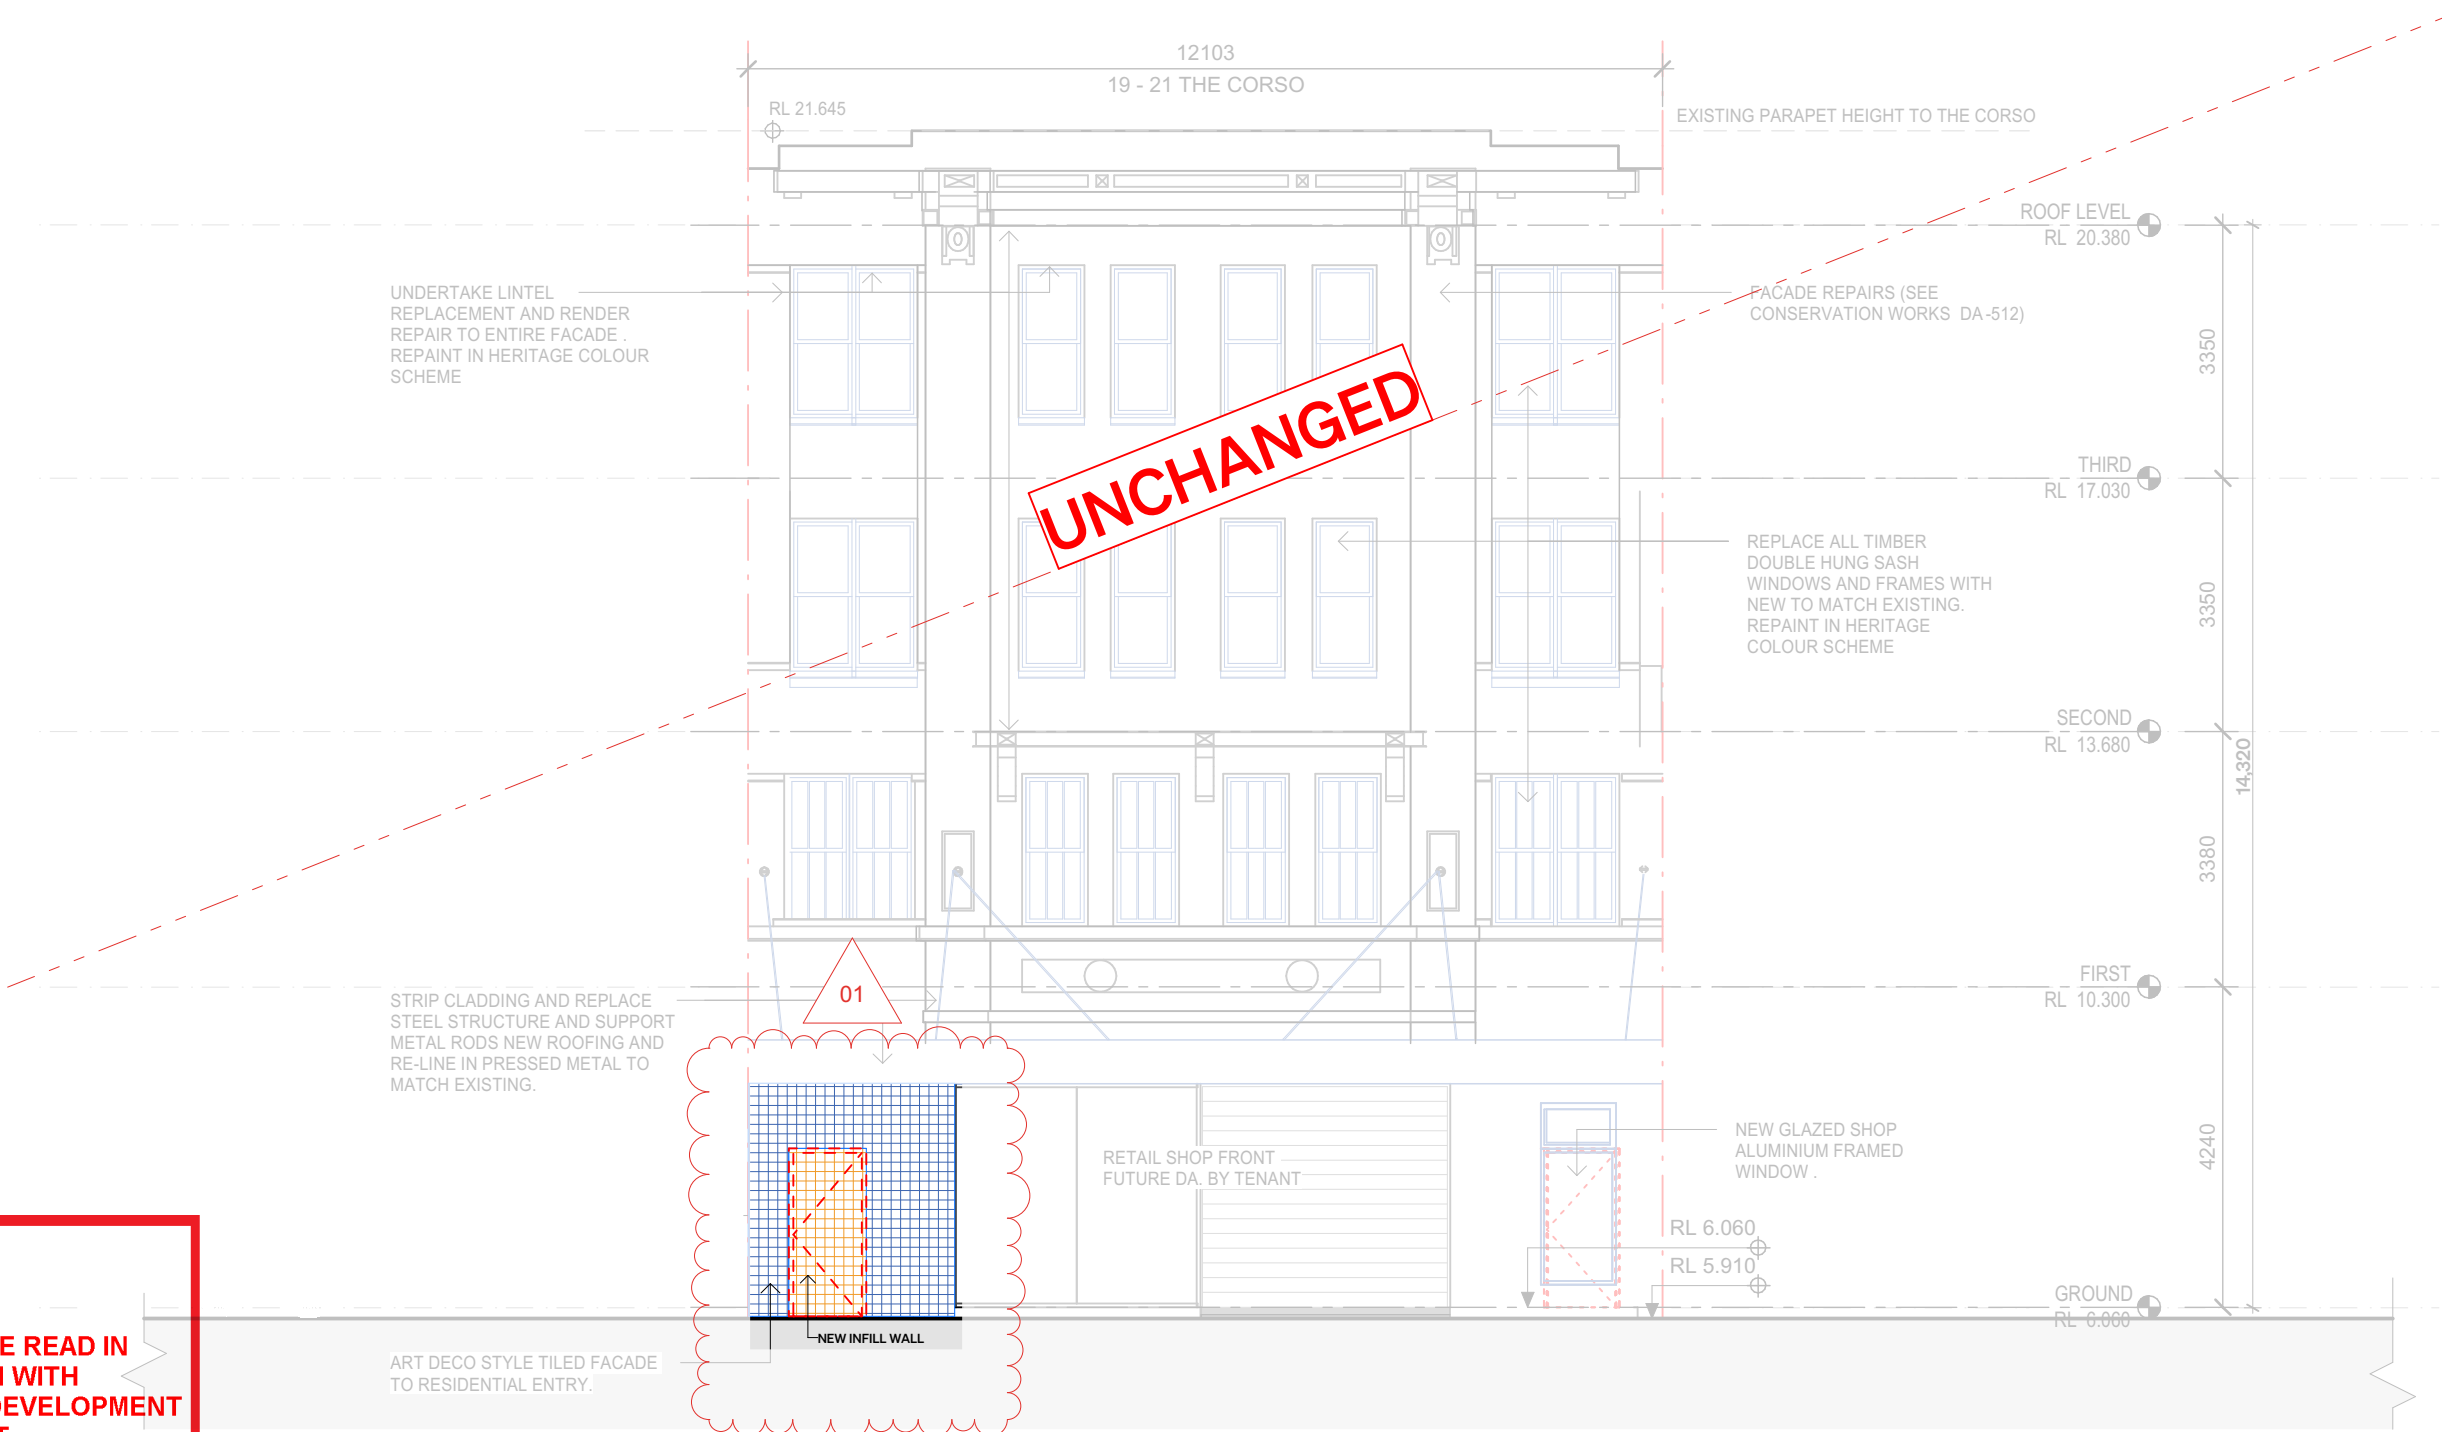 12103
19 - 21 THE CORSO
RL 21.645
EXISTING PARAPET HEIGHT TO THE CORSO
ROOF LEVEL
RL 20.380
UNDERTAKE LINTEL
REPLACEMENT AND RENDER
REPAIR TO ENTIRE FACADE .
REPAINT IN HERITAGE COLOUR
SCHEME
FACADE REPAIRS (SEE
CONSERVATION WORKS DA-512)
3350
UNCHANGED
THIRD
RL 17.030
REPLACE ALL TIMBER
DOUBLE HUNG SASH
WINDOWS AND FRAMES WITH
NEW TO MATCH EXISTING.
REPAINT IN HERITAGE
COLOUR SCHEME
3350
SECOND
RL 13.680
14,320
3380
FIRST
RL 10.300
01
STRIP CLADDING AND REPLACE
STEEL STRUCTURE AND SUPPORT
METAL RODS NEW ROOFING AND
RE-LINE IN PRESSED METAL TO
MATCH EXISTING.
RETAIL SHOP FRONT
FUTURE DA. BY TENANT
NEW GLAZED SHOP
ALUMINIUM FRAMED
WINDOW .
4240
RL 6.060
RL 5.910
GROUND
RL 6.060
NEW INFILL WALL
ART DECO STYLE TILED FACADE
TO RESIDENTIAL ENTRY.
E READ IN
WITH
DEVELOPMENT